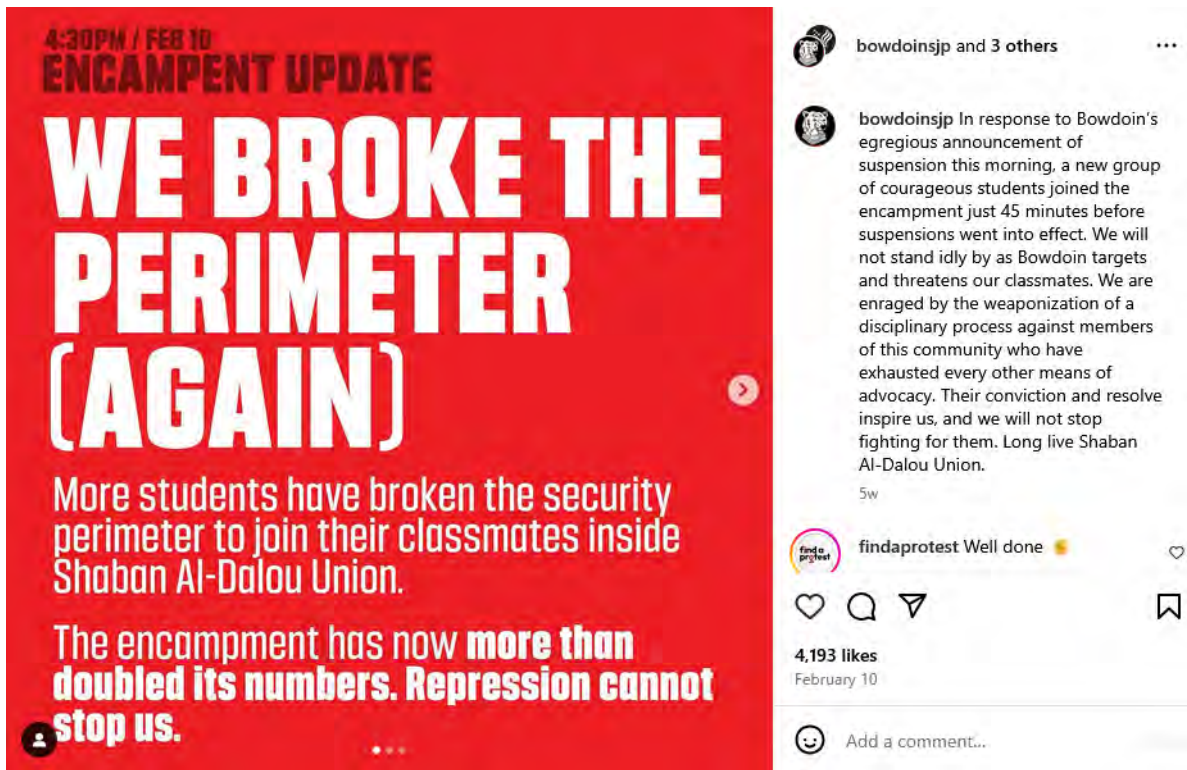 4:30PM / FEB 10
ENCAMPENT UPDATE
WE BROKE THE
PERIMETER
(AGAIN)
More students have broken the security
perimeter to join their classmates inside
Shaban Al-Dalou Union.
The encampment has now more than
doubled its numbers. Repression cannot
stop us.
bowdoinsjp and 3 others
bowdoinsjp In response to Bowdoin's
egregious announcement of
suspension this morning, a new group
of courageous students joined the
encampment just 45 minutes before
suspensions went into effect. We will
not stand idly by as Bowdoin targets
and threatens our classmates. We are
enraged by the weaponization of a
disciplinary process against members
of this community who have
exhausted every other means of
advocacy. Their conviction and resolve
inspire us, and we will not stop
fighting for them. Long live Shaban
Al-Dalou Union.
5w
find a
protest
findaprotest Well done
4,193 likes
February 10
Add a comment...